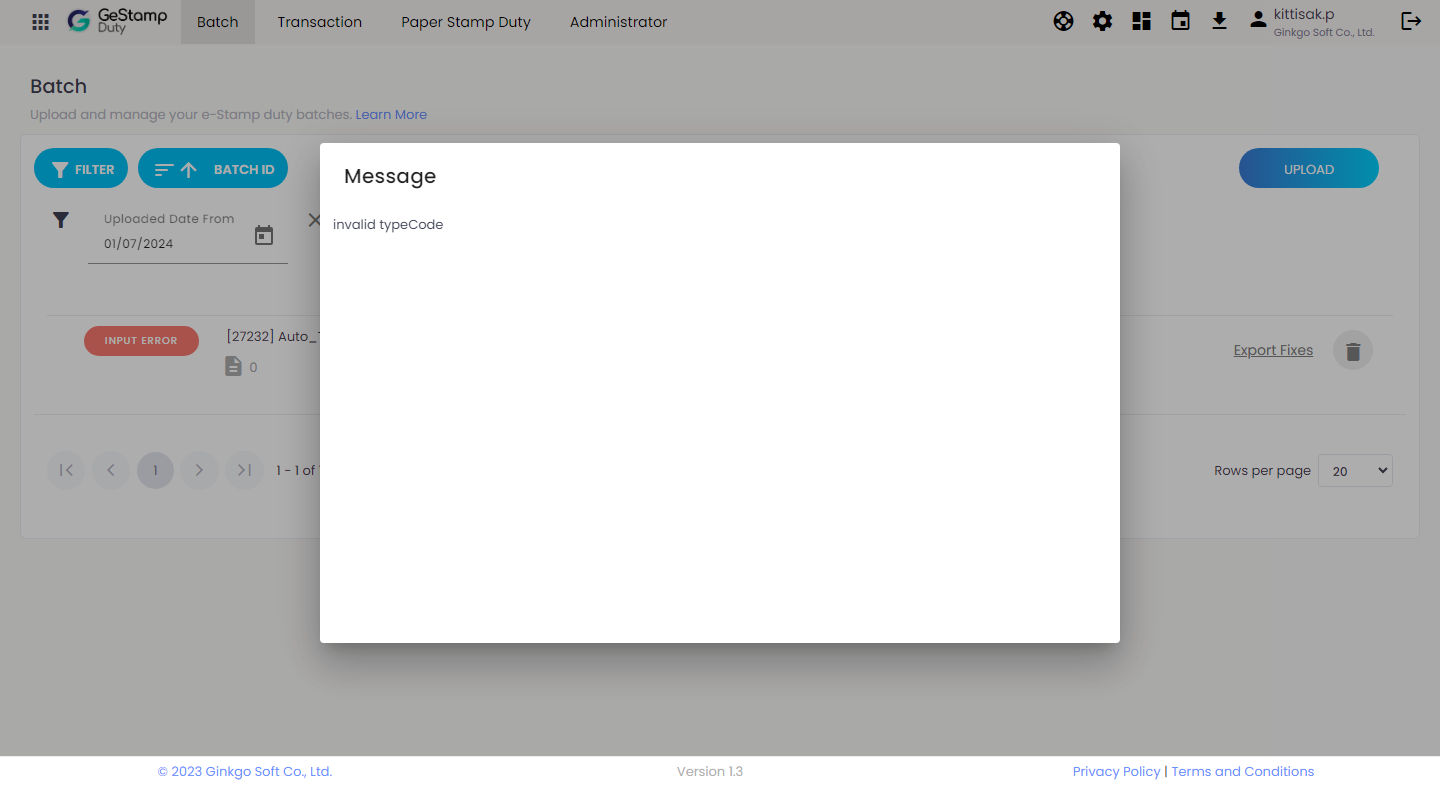 GeStamp
Duty
Batch
Transaction
Paper Stamp Duty
Administrator
kittisak.p
Ginkgo Soft Co., Ltd.
Batch
Upload and manage your e-Stamp duty batches. Learn More
FILTER
BATCH ID
UPLOAD
Message
invalid typeCode
Uploaded Date From
01/07/2024
INPUT ERROR
[27232] Auto_
0
Export Fixes
1
1 - 1 of
Rows per page
20
© 2023 Ginkgo Soft Co., Ltd.
Version 1.3
Privacy Policy | Terms and Conditions